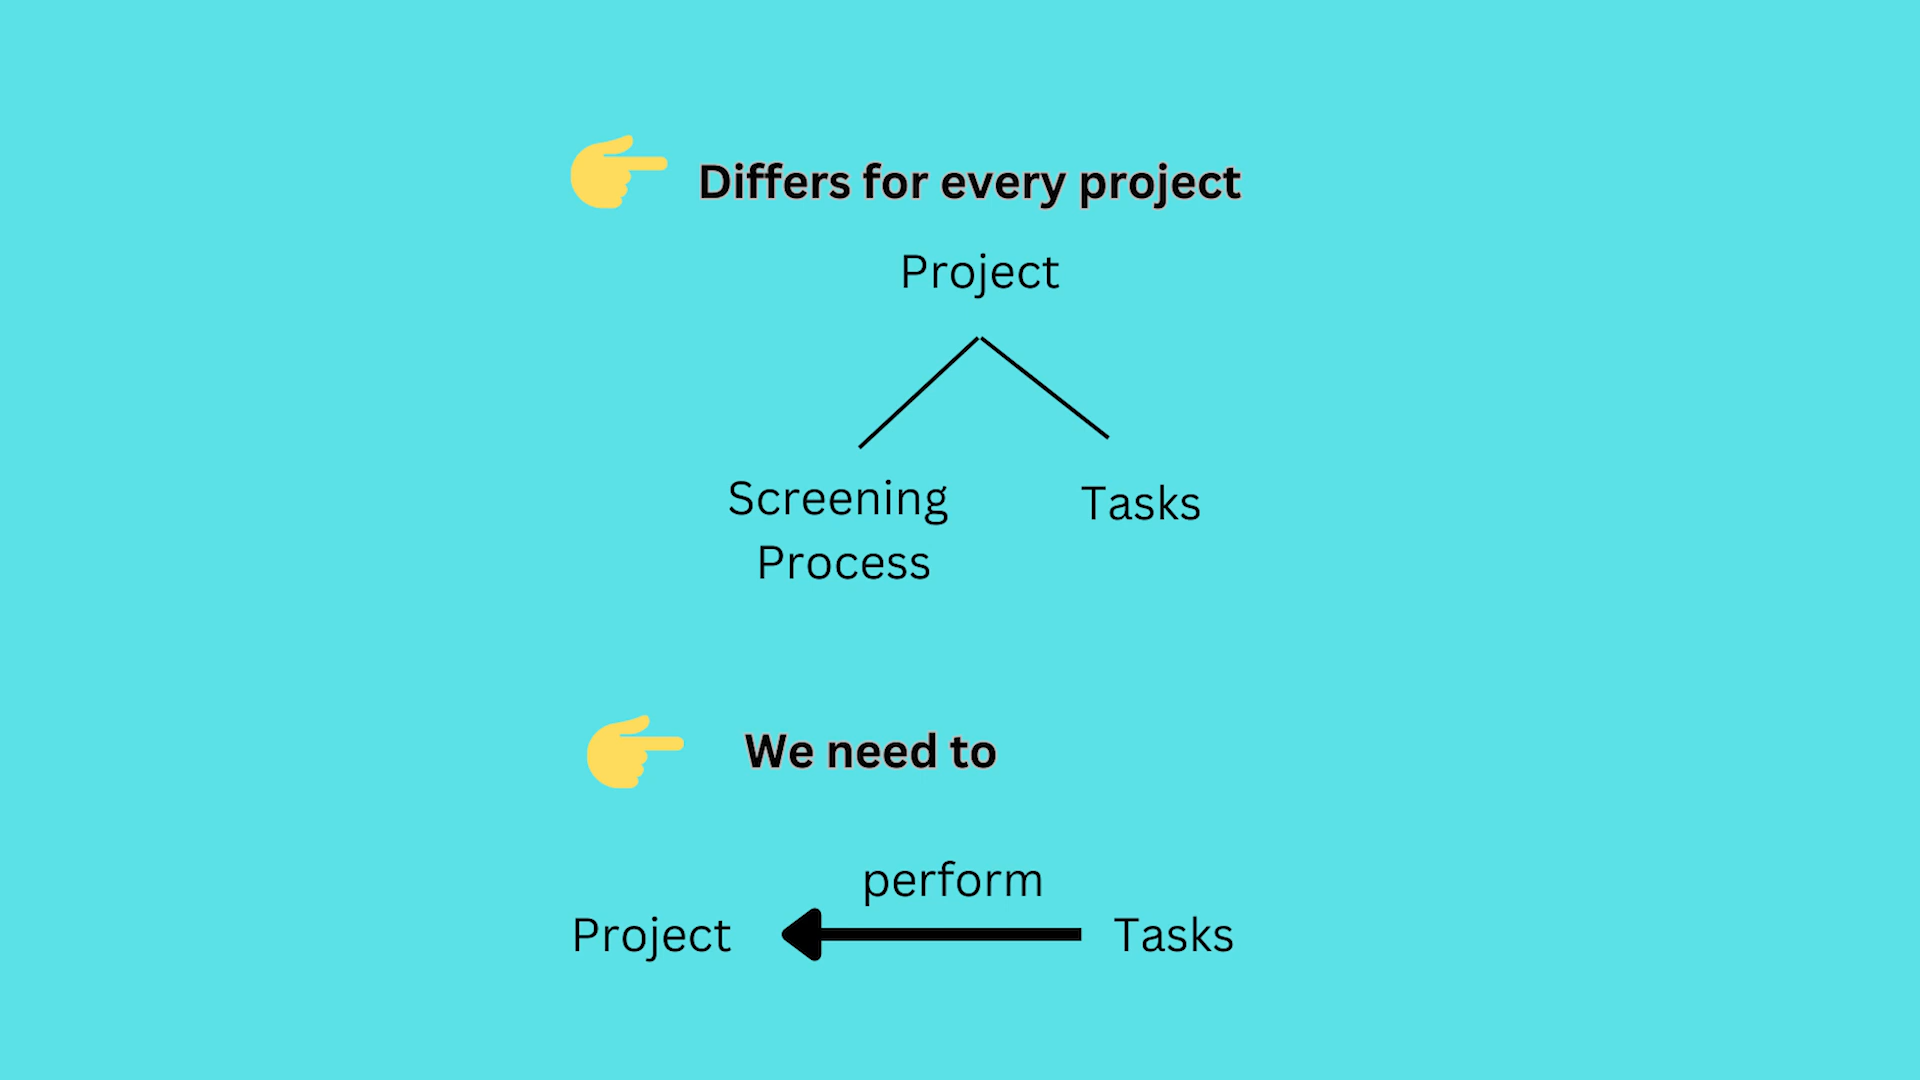 Differs for every project
Project
Screening
Process
Tasks
We need to
perform
Project
Tasks